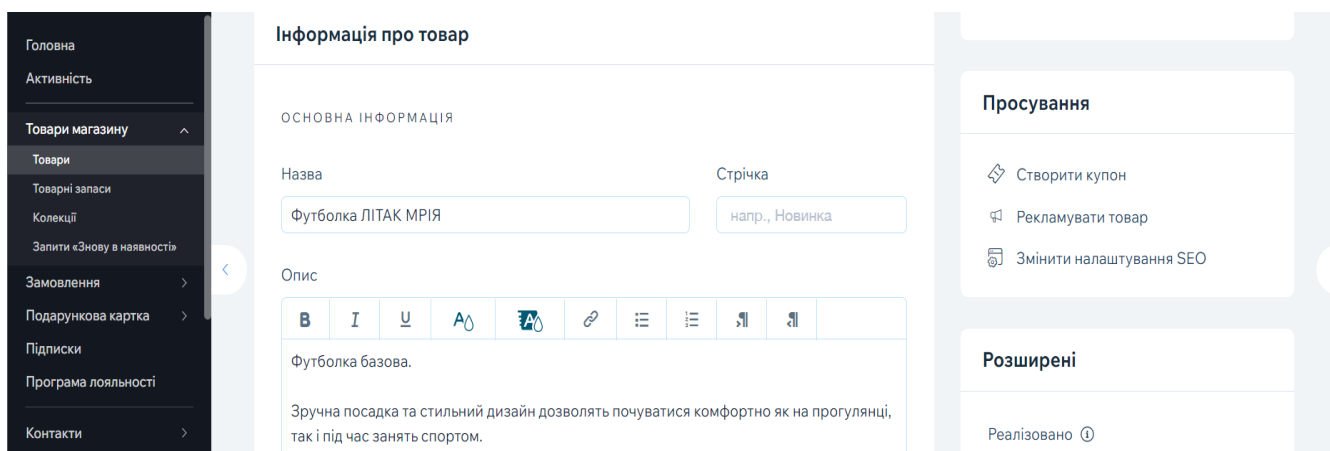 Головна
Активність
Товари магазину
Товари
Товарні запаси
Колекції
Запити «Знову в наявності»
Замовлення
Подарункова картка
Підписки
Програма лояльності
Контакти
Інформація про товар
ОСНОВНА ІНФОРМАЦІЯ
Назва
Стрічка
Футболка ЛІТАК МРІЯ
напр., Новинка
Опис
B I U A A
Футболка базова.
Зручна посадка та стильний дизайн дозволять почуватися комфортно як на прогулянці,
так і під час занять спортом.
Просування
Створити купон
Рекламувати товар
Змінити налаштування SEO
Розширені
Реалізовано